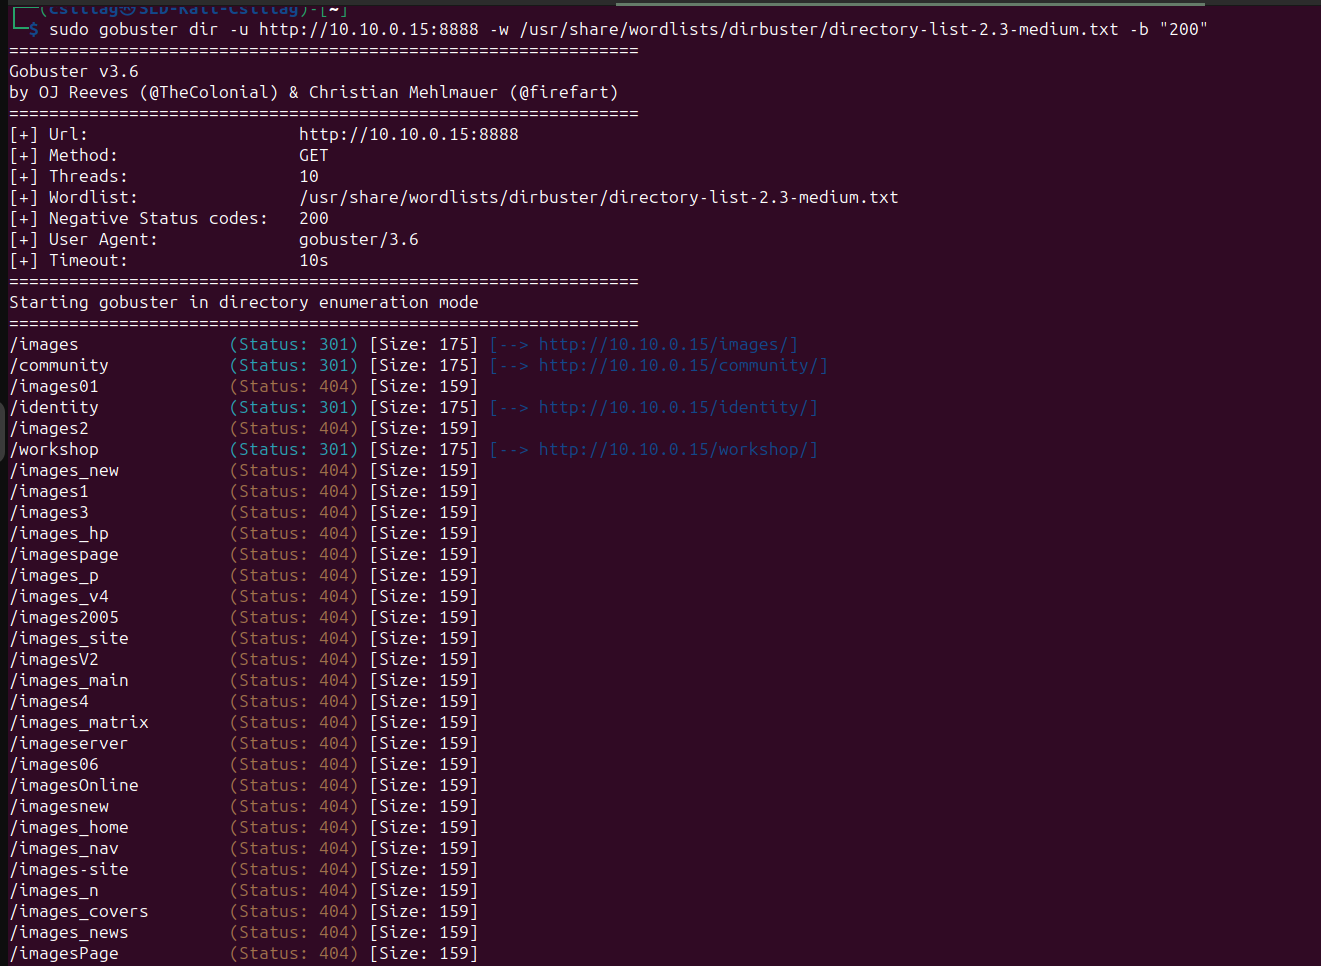 └─$ sudo gobuster dir -u http://10.10.0.15:8888 -w /usr/share/wordlists/dirbuster/directory-list-2.3-medium.txt -b "200"
===============================================================
Gobuster v3.6
by OJ Reeves (@TheColonial) & Christian Mehlmauer (@firefart)
===============================================================
[+] Url:                     http://10.10.0.15:8888
[+] Method:                  GET
[+] Threads:                 10
[+] Wordlist:                /usr/share/wordlists/dirbuster/directory-list-2.3-medium.txt
[+] Negative Status codes:   200
[+] User Agent:              gobuster/3.6
[+] Timeout:                 10s
===============================================================
Starting gobuster in directory enumeration mode
===============================================================
/images               (Status: 301) [Size: 175] [--> http://10.10.0.15/images/]
/community            (Status: 301) [Size: 175] [--> http://10.10.0.15/community/]
/images01             (Status: 404) [Size: 159]
/identity             (Status: 301) [Size: 175] [--> http://10.10.0.15/identity/]
/images2              (Status: 404) [Size: 159]
/workshop             (Status: 301) [Size: 175] [--> http://10.10.0.15/workshop/]
/images_new           (Status: 404) [Size: 159]
/images1              (Status: 404) [Size: 159]
/images3              (Status: 404) [Size: 159]
/images_hp            (Status: 404) [Size: 159]
/imagespage           (Status: 404) [Size: 159]
/images_p             (Status: 404) [Size: 159]
/images_v4            (Status: 404) [Size: 159]
/images2005           (Status: 404) [Size: 159]
/images_site          (Status: 404) [Size: 159]
/imagesV2             (Status: 404) [Size: 159]
/images_main          (Status: 404) [Size: 159]
/images4              (Status: 404) [Size: 159]
/images_matrix        (Status: 404) [Size: 159]
/imageserver          (Status: 404) [Size: 159]
/images06             (Status: 404) [Size: 159]
/imagesOnline         (Status: 404) [Size: 159]
/imagesnew            (Status: 404) [Size: 159]
/images_home          (Status: 404) [Size: 159]
/images_nav           (Status: 404) [Size: 159]
/images-site          (Status: 404) [Size: 159]
/images_n             (Status: 404) [Size: 159]
/images_covers        (Status: 404) [Size: 159]
/images_news          (Status: 404) [Size: 159]
/imagesPage           (Status: 404) [Size: 159]